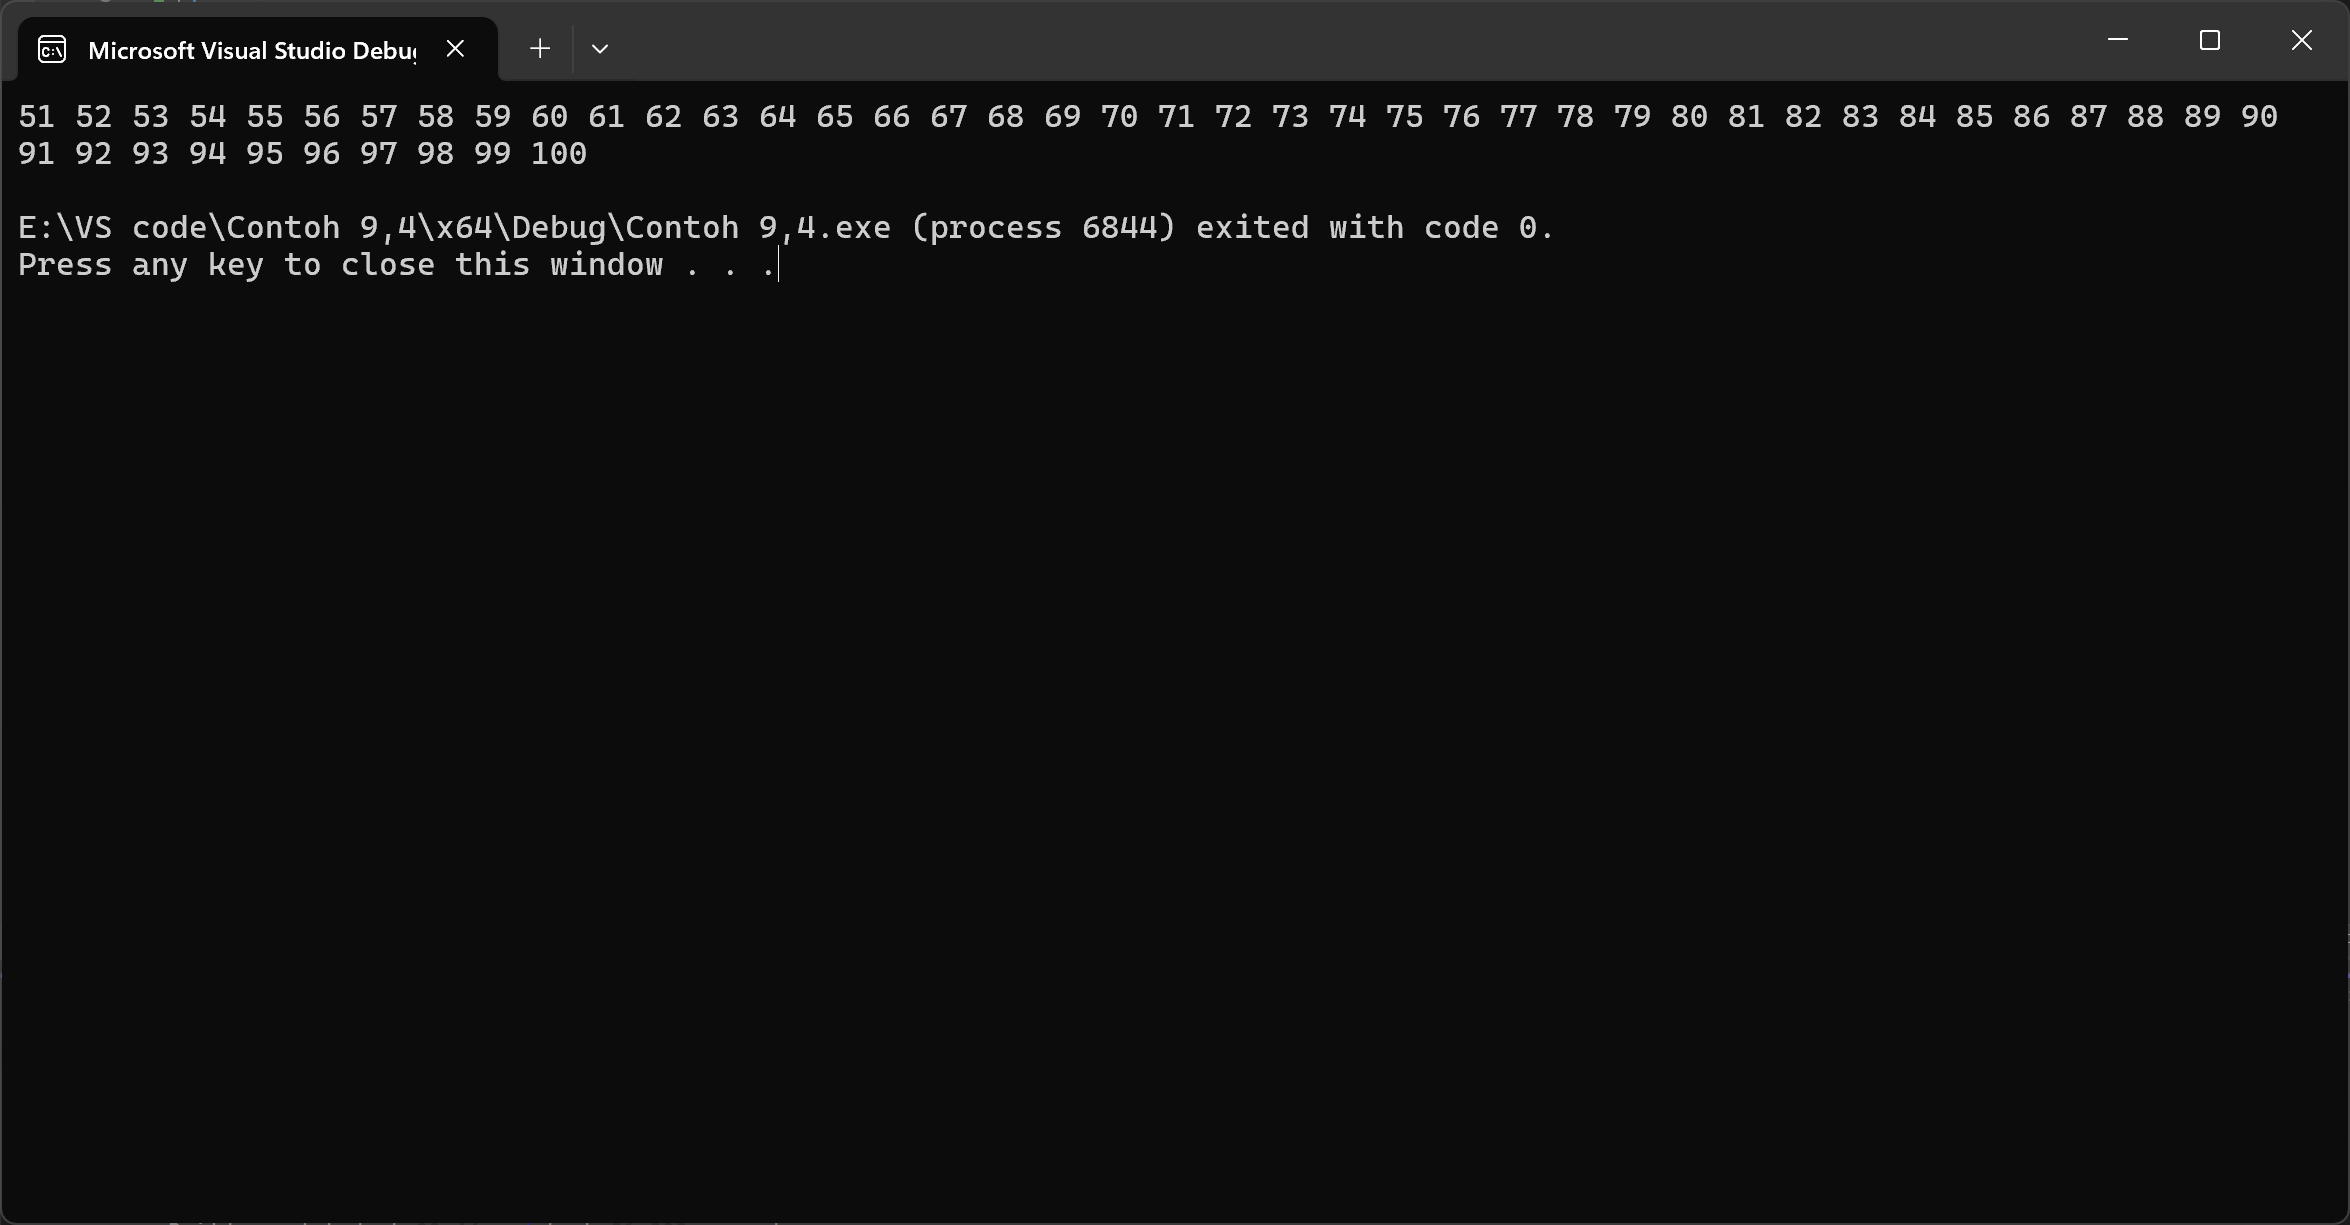 Microsoft Visual Studio Debug
51 52 53 54 55 56 57 58 59 60 61 62 63 64 65 66 67 68 69 70 71 72 73 74 75 76 77 78 79 80 81 82 83 84 85 86 87 88 89 90
91 92 93 94 95 96 97 98 99 100
E:\VS code\Contoh 9,4\x64\Debug\Contoh 9,4.exe (process 6844) exited with code 0.
Press any key to close this window . . .